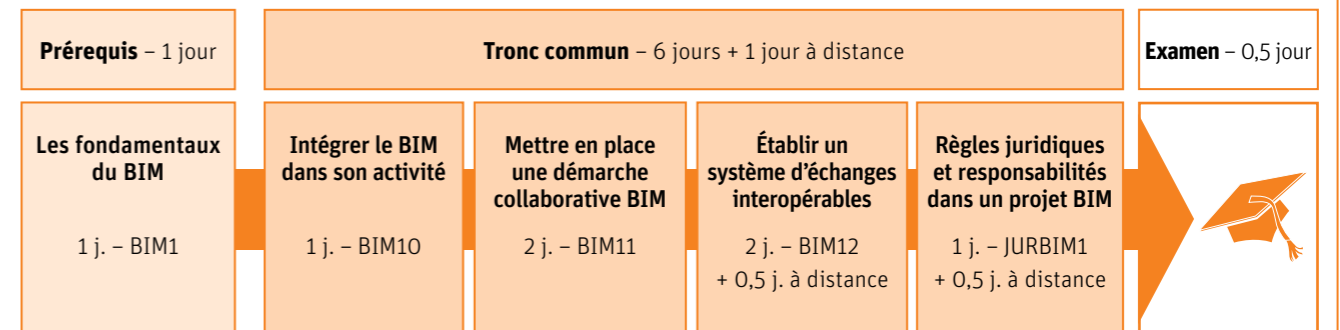 Prérequis – 1 jour
Tronc commun – 6 jours + 1 jour à distance
Examen – 0,5 jour
Les fondamentaux
du BIM
1 j. – BIM1
Intégrer le BIM
dans son activité
1 j. – BIM10
Mettre en place
une démarche
collaborative BIM
2 j. – BIM11
Établir un
système d’échanges
interopérables
2 j. – BIM12
+ 0,5 j. à distance
Règles juridiques
et responsabilités
dans un projet BIM
1 j. – JURBIM1
+ 0,5 j. à distance